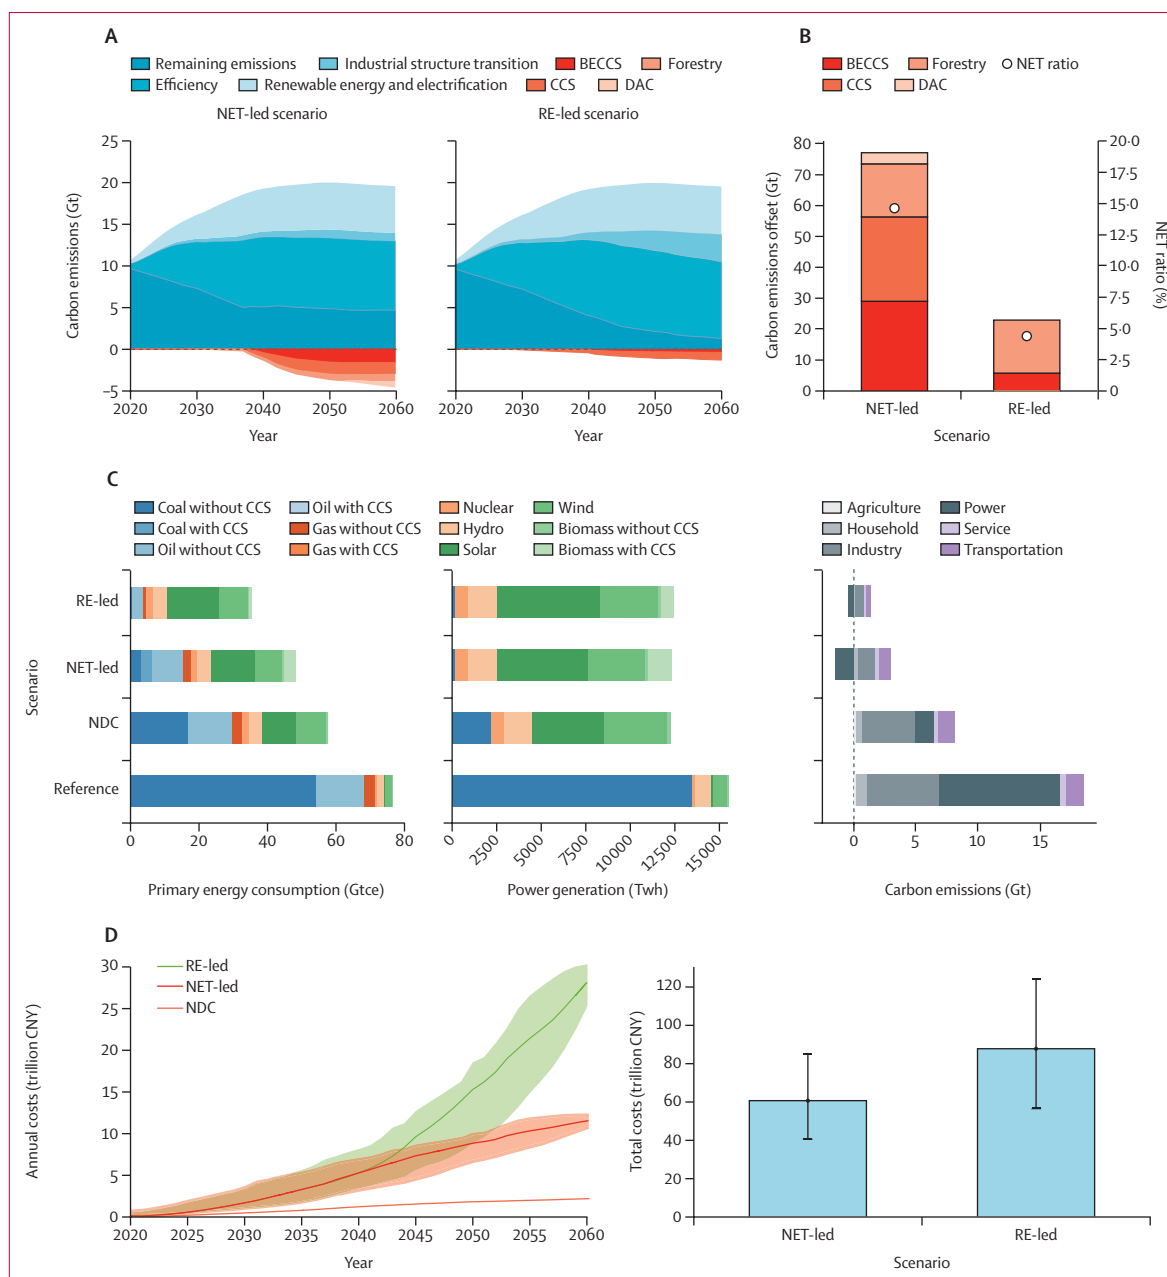 A
Remaining emissions Industrial structure transition BECCS Forestry
Efficiency Renewable energy and electrification CCS DAC
NET-led scenario RE-led scenario
Carbon emissions (Gt)
25
20
15
10
5
0
–5
2020 2030 2040 2050 2060
Year
2020 2030 2040 2050 2060
Year
B
BECCS Forestry NET ratio
CCS DAC
Carbon emissions offset (Gt)
80
70
60
50
40
30
20
10
0
20·0
17·5
15·0
12·5
10·0
7·5
5·0
2·5
0
NET ratio (%)
NET-led RE-led
Scenario
C
Coal without CCS Oil with CCS Nuclear Wind
Coal with CCS Gas without CCS Hydro Biomass without CCS
Oil without CCS Gas with CCS Solar Biomass with CCS
Agriculture Power
Household Service
Industry Transportation
Scenario
RE-led
NET-led
NDC
Reference
0 20 40 60 80
Primary energy consumption (Gtce)
0 2500 5000 7500 10 000 12 500 15 000
Power generation (Twh)
0 5 10 15
Carbon emissions (Gt)
D
RE-led
NET-led
NDC
Annual costs (trillion CNY)
30
25
20
15
10
5
0
2020 2025 2030 2035 2040 2045 2050 2055 2060
Year
Total costs (trillion CNY)
120
100
80
60
40
20
0
NET-led RE-led
Scenario